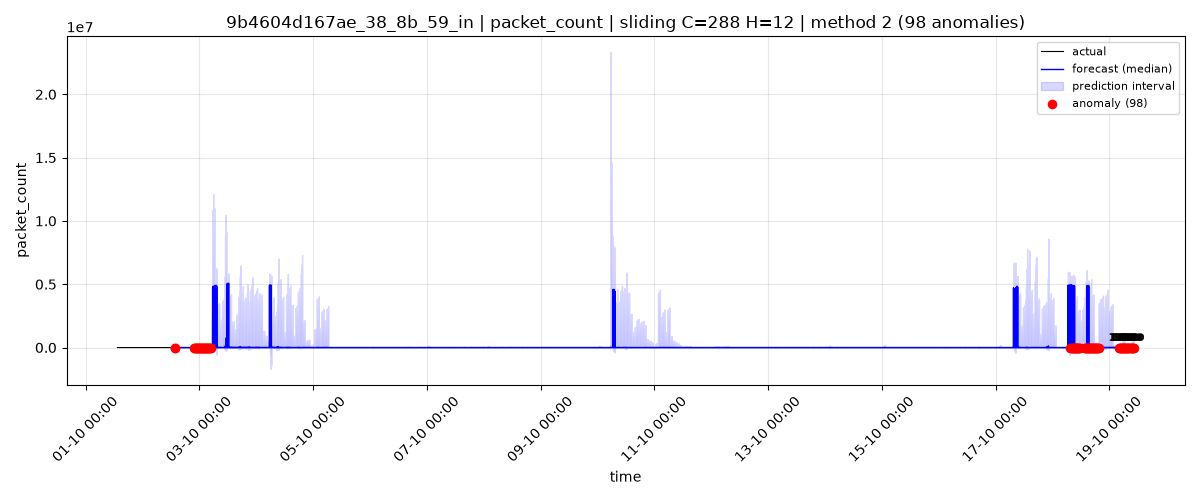 9b4604d167ae_38_8b_59_in | packet_count | sliding C=288 H=12 | method 2 (98 anomalies)
1e7
actual
forecast (median)
prediction interval
anomaly (98)
2.0
1.5
1.0
0.5
0.0
packet_count
01-10 00:00
03-10 00:00
05-10 00:00
07-10 00:00
09-10 00:00
11-10 00:00
13-10 00:00
15-10 00:00
17-10 00:00
19-10 00:00
time